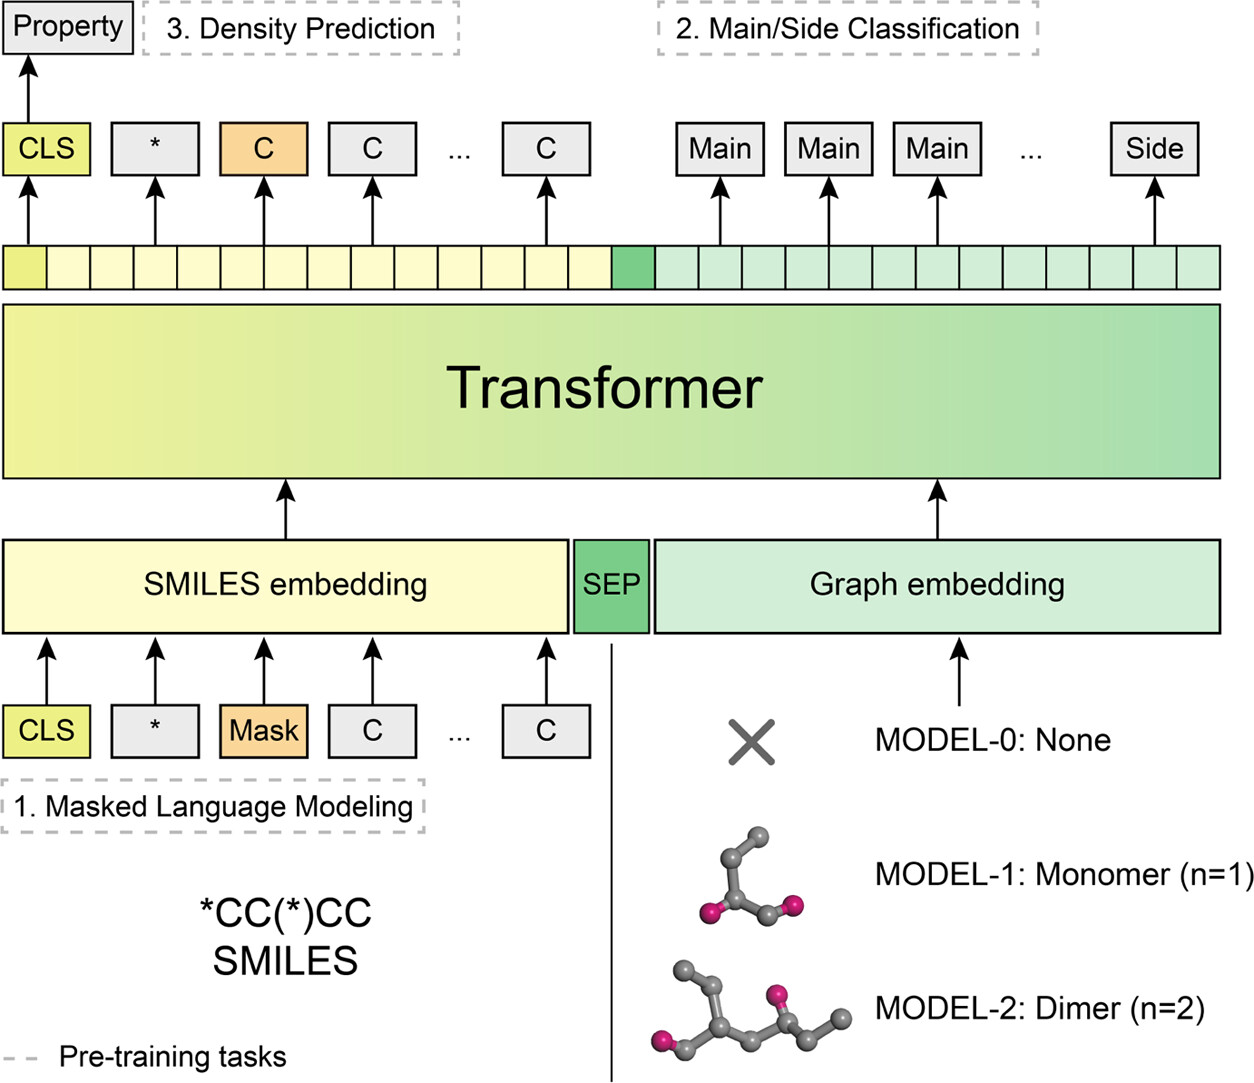 Property
3. Density Prediction
2. Main/Side Classification
CLS * C C ... C
Main Main Main ... Side
Transformer
SMILES embedding
SEP
Graph embedding
CLS * Mask C ... C
1. Masked Language Modeling
*CC(*)CC
SMILES
Pre-training tasks
MODEL-0: None
MODEL-1: Monomer (n=1)
MODEL-2: Dimer (n=2)